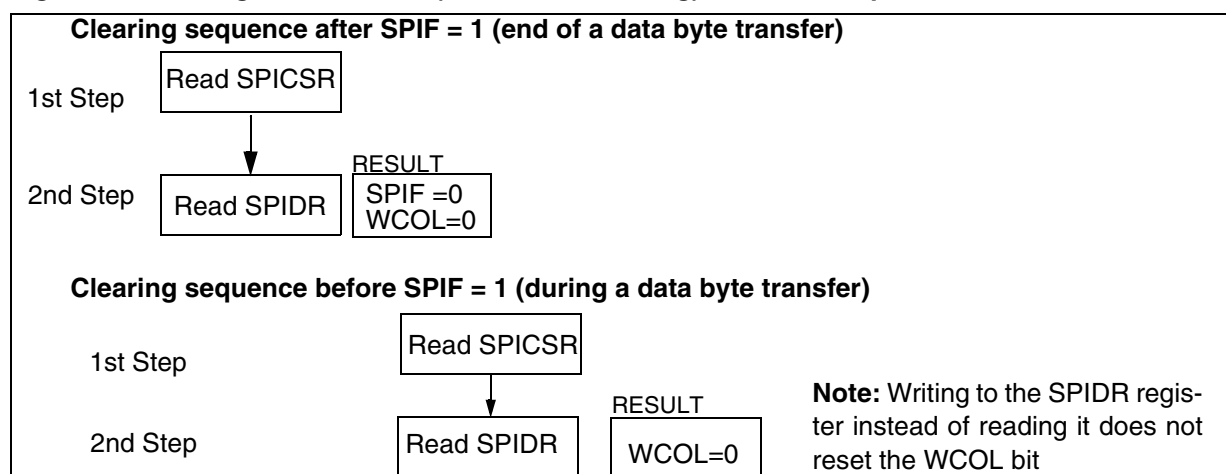 Clearing sequence after SPIF = 1 (end of a data byte transfer)
1st Step
Read SPICSR
2nd Step
Read SPIDR
RESULT
SPIF =0
WCOL=0
Clearing sequence before SPIF = 1 (during a data byte transfer)
1st Step
Read SPICSR
2nd Step
Read SPIDR
RESULT
WCOL=0
Note: Writing to the SPIDR regis-
ter instead of reading it does not
reset the WCOL bit